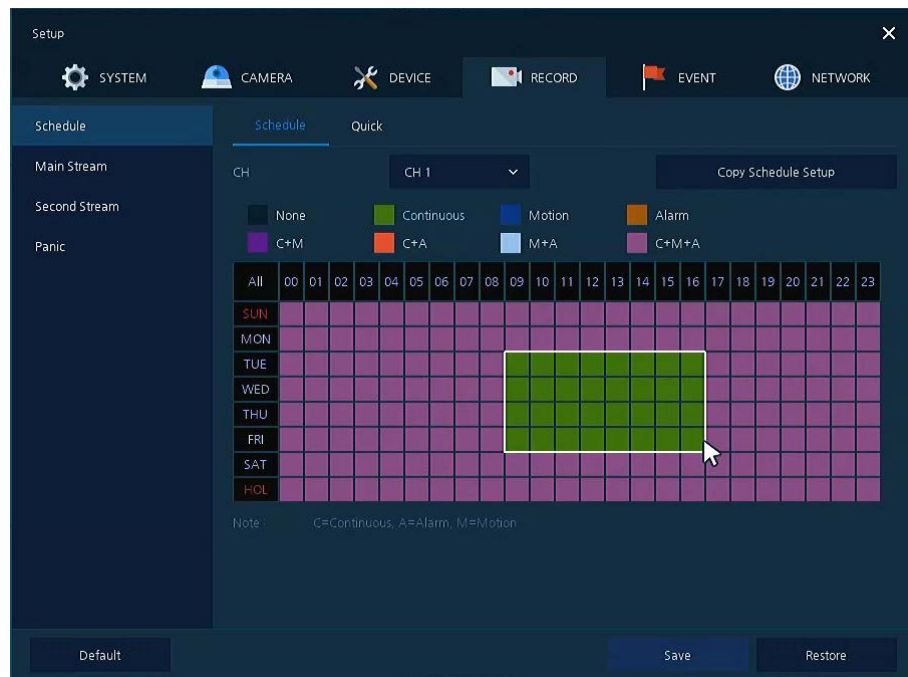 Setup
SYSTEM CAMERA DEVICE RECORD EVENT NETWORK
Schedule
Main Stream
Second Stream
Panic
Schedule Quick
CH CH 1 Copy Schedule Setup
None Continuous Motion Alarm
C+M C+A M+A C+M+A
All 00 01 02 03 04 05 06 07 08 09 10 11 12 13 14 15 16 17 18 19 20 21 22 23
SUN
MON
TUE
WED
THU
FRI
SAT
HOL
Note : C=Continuous, A=Alarm, M=Motion
Default Save Restore